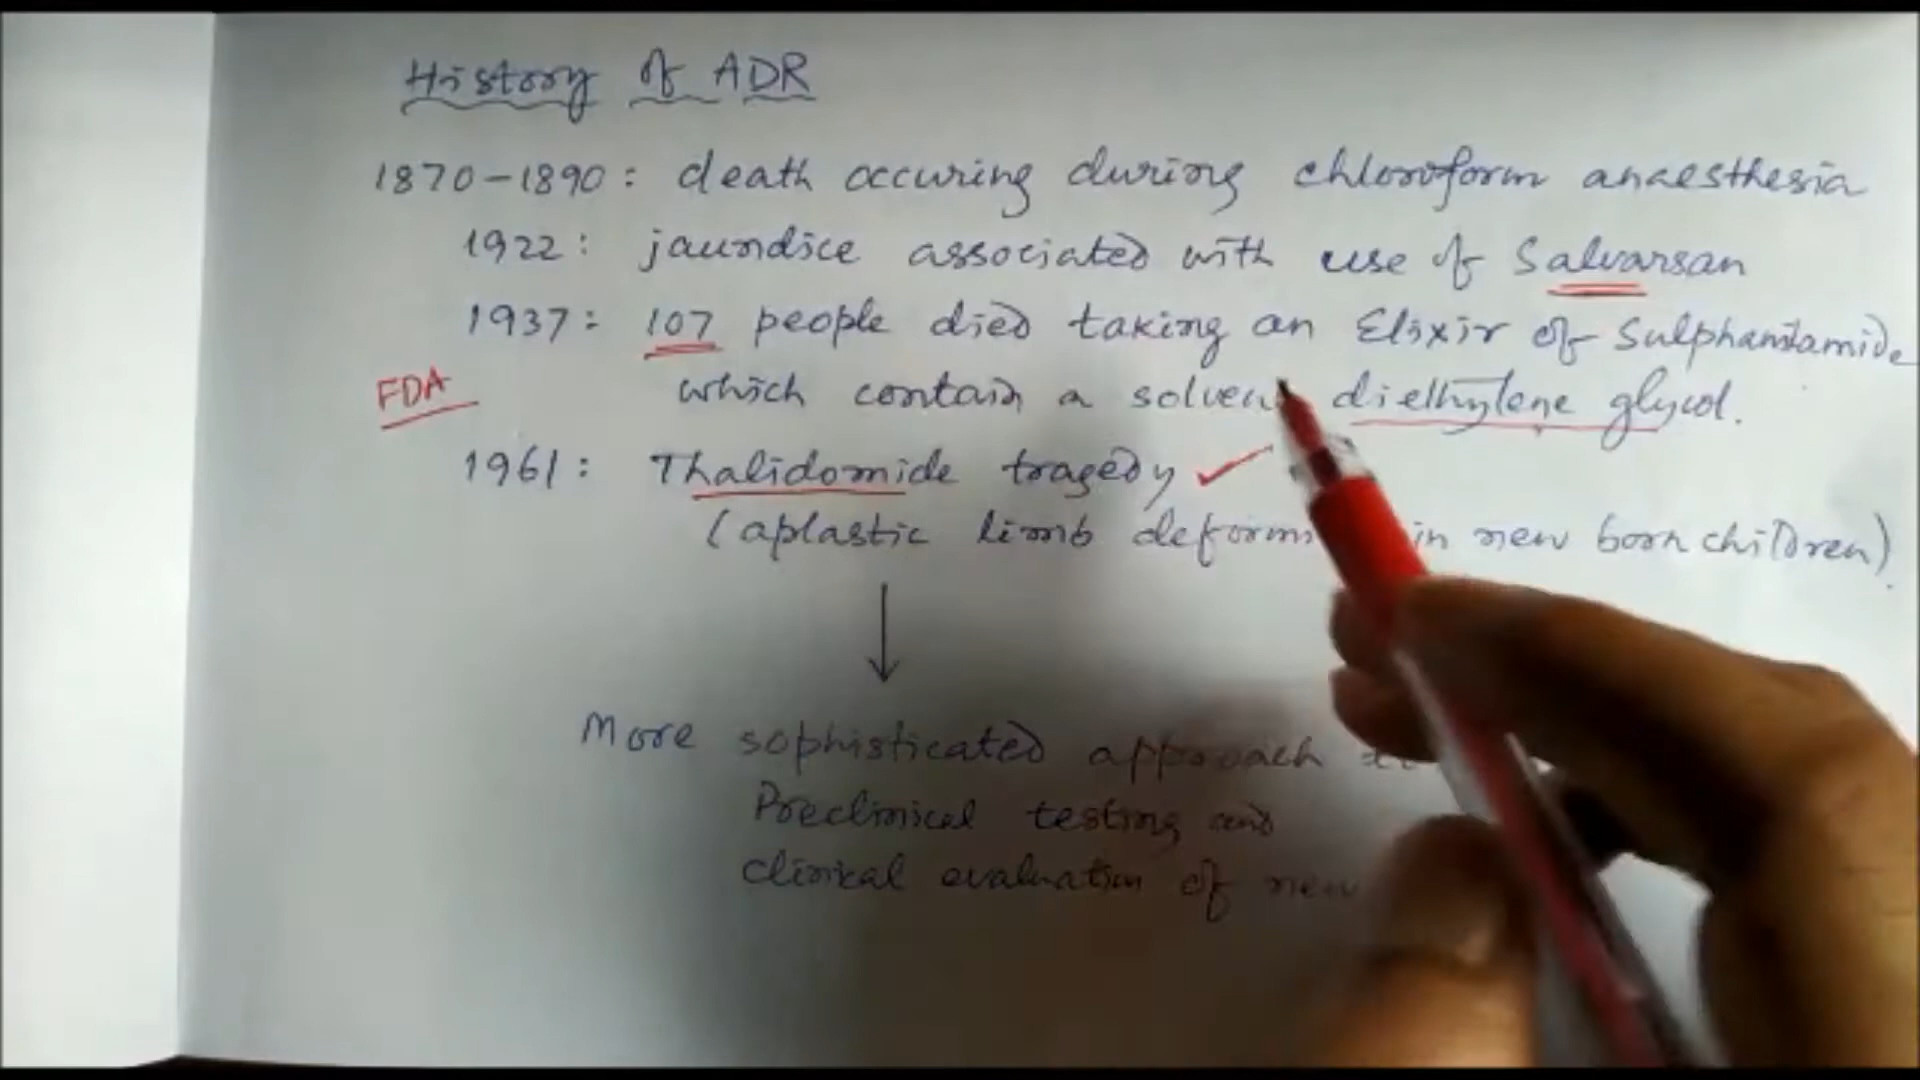 History of ADR
1870-1890: death occuring during chloroform anaesthesia
1922: jaundice associated with use of Salvarsan
1937: 107 people died taking an Elixir of Sulphanilamide
FDA which contain a solvent diethylene glycol.
1961: Thalidomide tragedy
(aplastic limb in new born children).
More sophisticated approach
Preclinical testing and
clinical evaluation of new